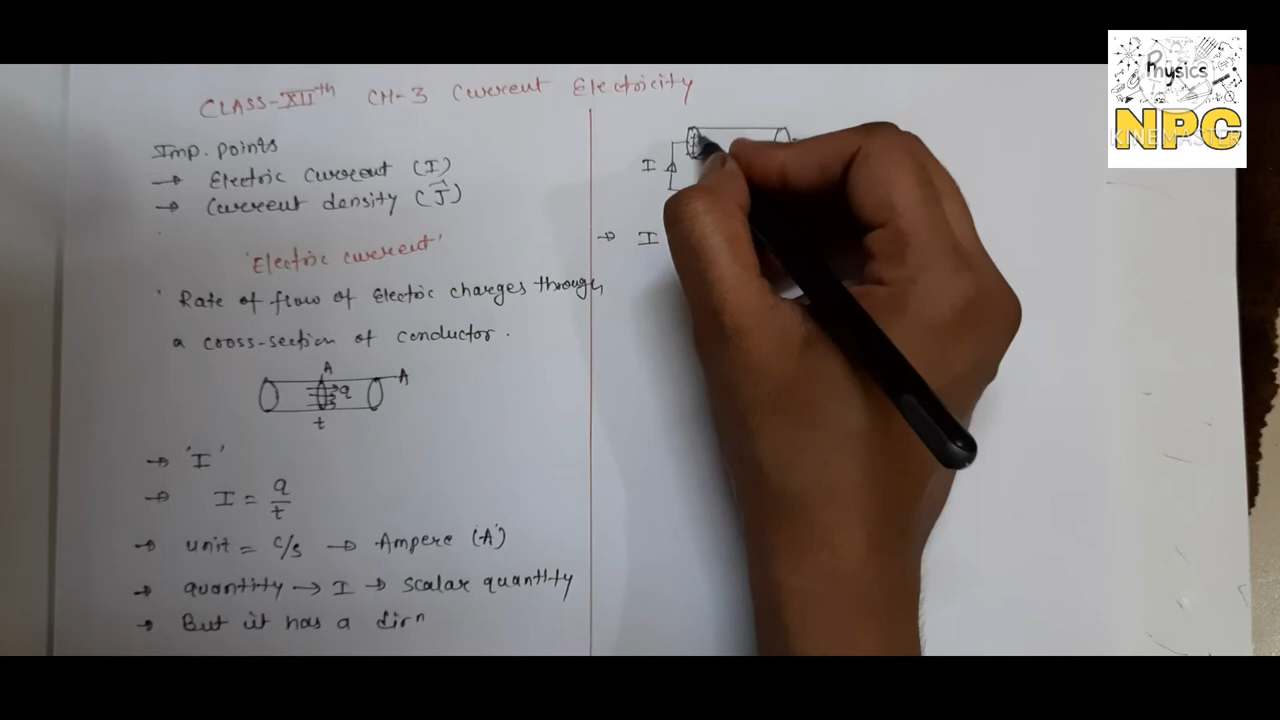 CLASS-XIIth CH-3 Current Electricity
Imp. points
→ Electric Current (I)
→ Current density (J⃗)
'Electric current'
Rate of flow of Electric charges through
a cross-section of conductor.
A
A
q
t
→ 'I'
→ I = q/t
→ unit = C/s → Ampere (A)
→ quantity → I → scalar quantity
→ But it has a dirn
I
→ I
Physics
NPC
KINEMASTER